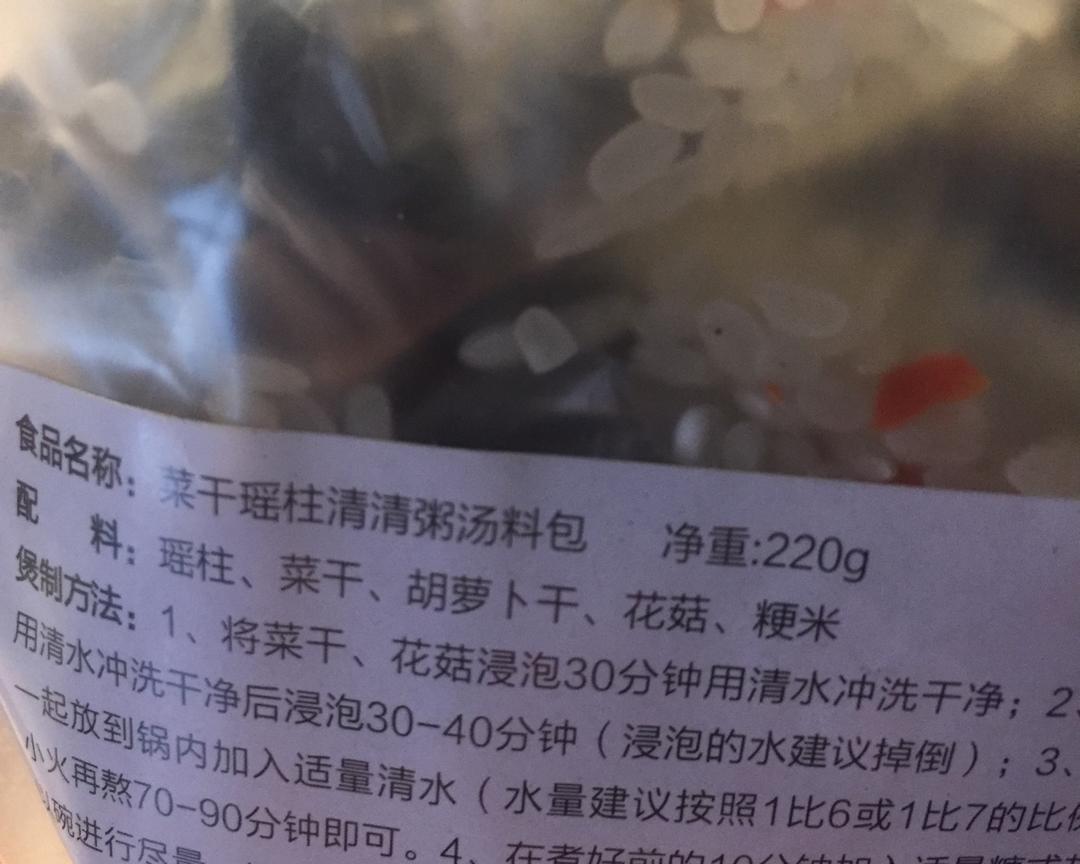 食品名称：菜干瑶柱清清粥汤料包 净重:220g
配 料：瑶柱、菜干、胡萝卜干、花菇、粳米
煲制方法：1、将菜干、花菇浸泡30分钟用清水冲洗干净；2、
用清水冲洗干净后浸泡30-40分钟（浸泡的水建议掉倒）；3、
一起放到锅内加入适量清水（水量建议按照1比6或1比7的比
小火再熬70-90分钟即可。4、在煮好前的10分钟加入适量
碗进行尽量